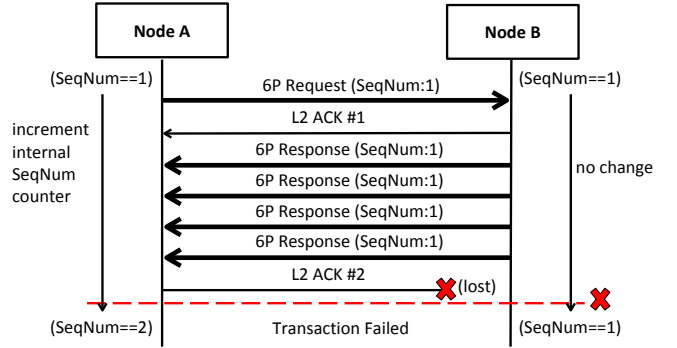 Node A
Node B
(SeqNum==1)
6P Request (SeqNum:1)
(SeqNum==1)
L2 ACK #1
increment
internal
SeqNum
counter
6P Response (SeqNum:1)
6P Response (SeqNum:1)
no change
6P Response (SeqNum:1)
6P Response (SeqNum:1)
L2 ACK #2
(lost)
(SeqNum==2)
Transaction Failed
(SeqNum==1)